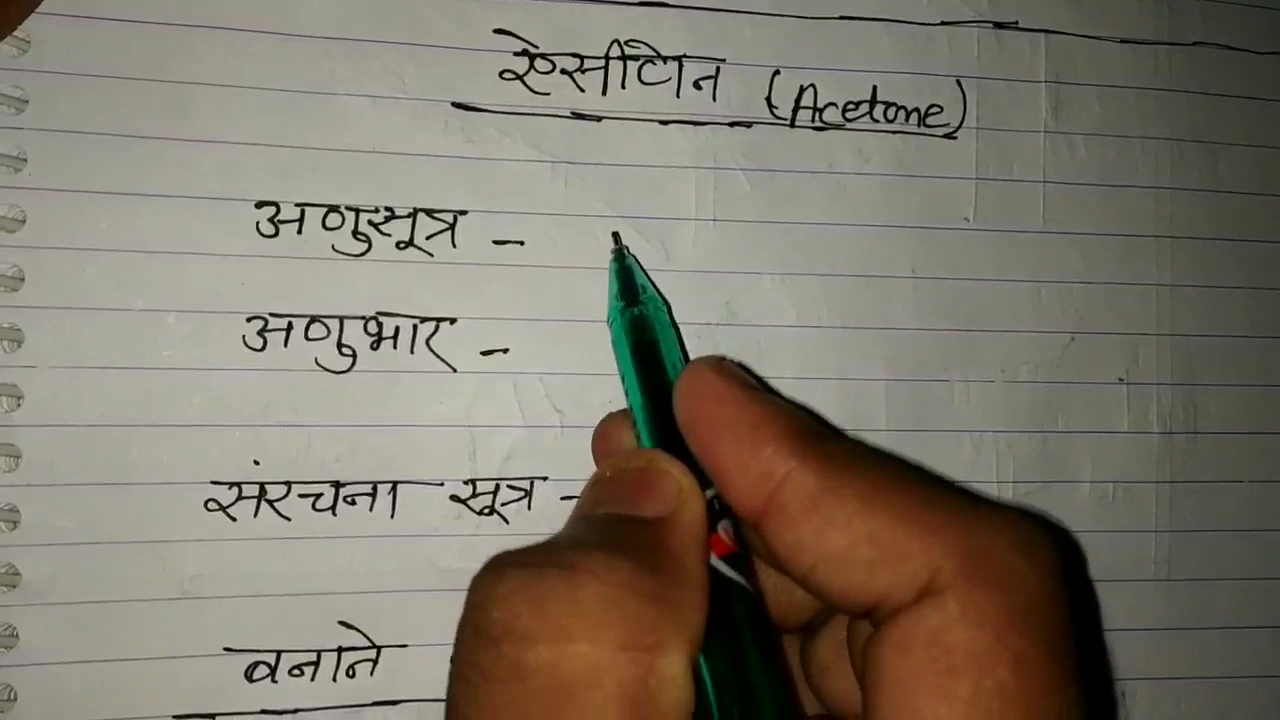 ऐसीटोन (Acetone)
अणुसूत्र -
अणुभार -
संरचना सूत्र -
बनाने